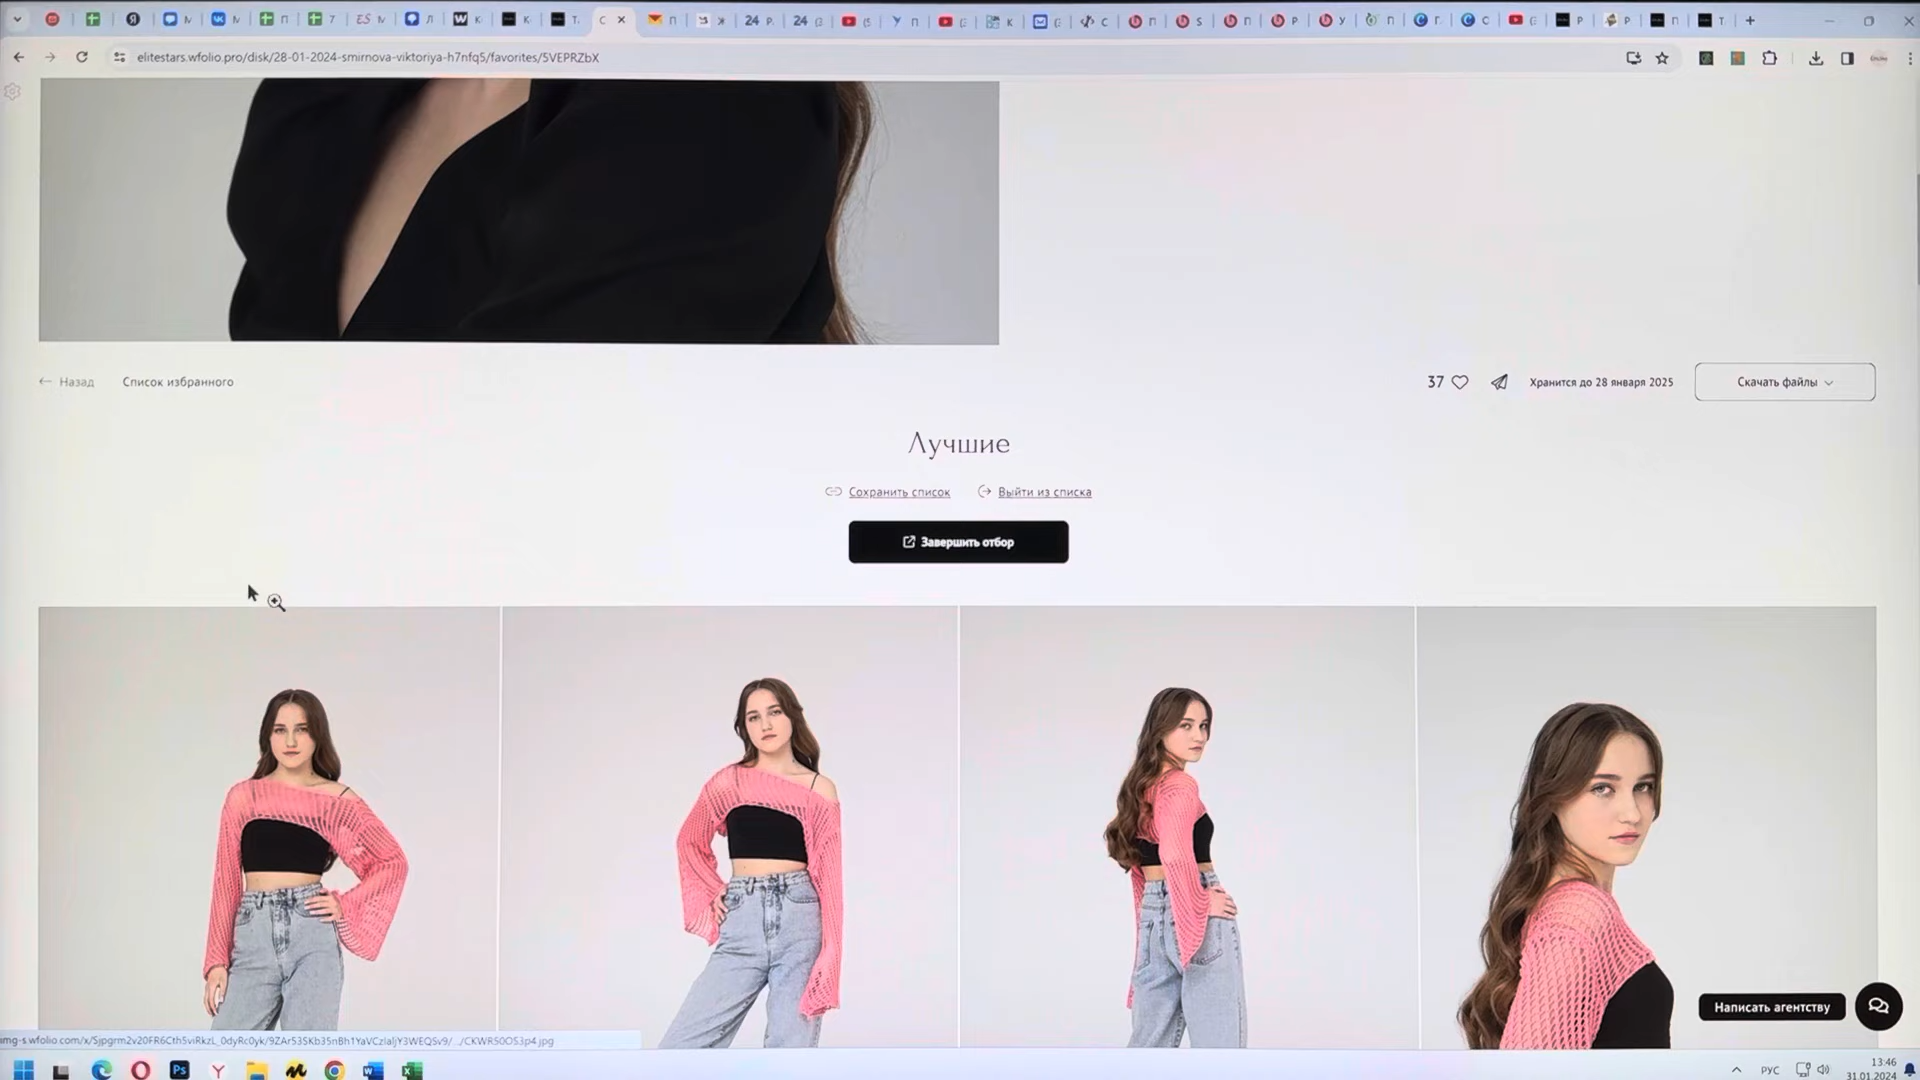 elitestars.wfolio.pro/disk/28-01-2024-smirnova-viktoriya-h7nfq5/favorites/5VEPRZbX
← Назад
Список избранного
37
Хранится до 28 января 2025
Скачать файлы
Лучшие
Сохранить список
Выйти из списка
Завершить отбор
Написать агентству
РУС
13:46
31.01.2024